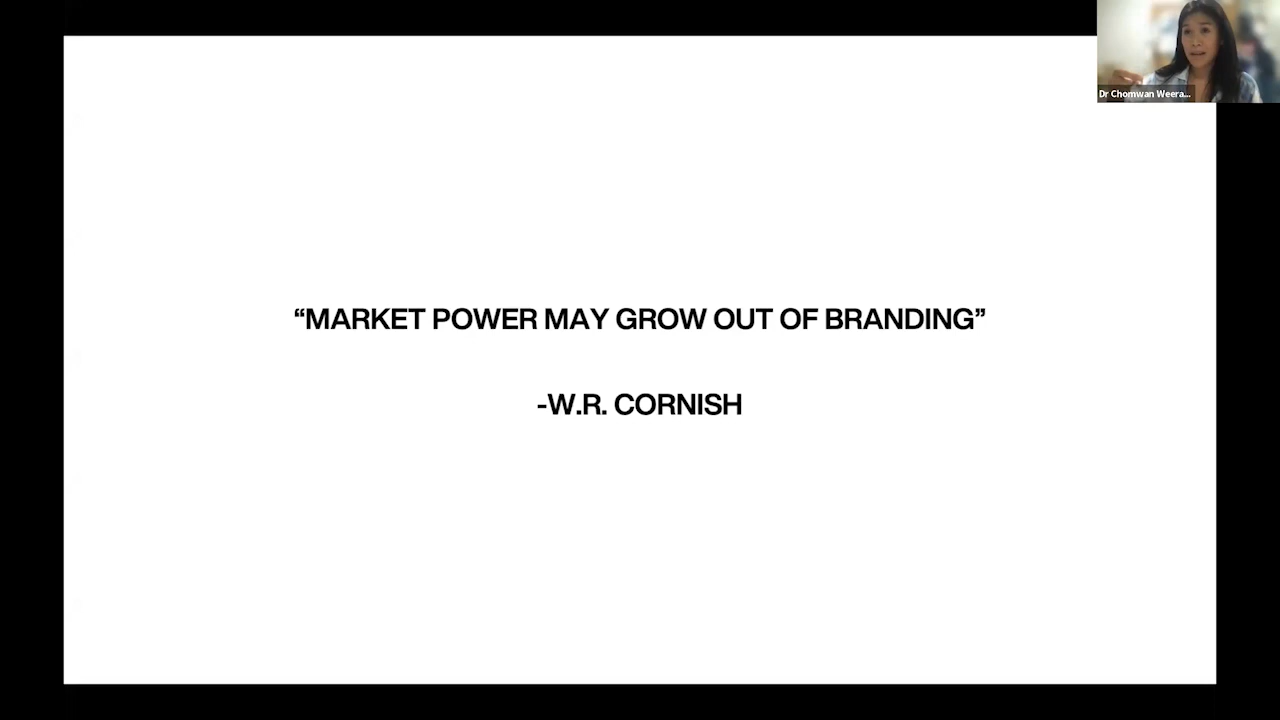 Dr Chomwan Weera...
“MARKET POWER MAY GROW OUT OF BRANDING”
-W.R. CORNISH